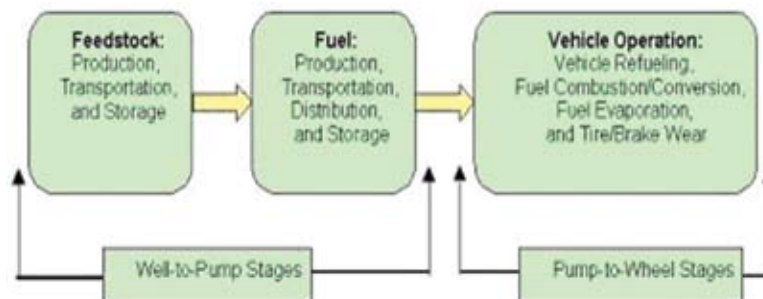 Feedstock:
Production,
Transportation,
and Storage
Fuel:
Production,
Transportation,
Distribution,
and Storage
Vehicle Operation:
Vehicle Refueling,
Fuel Combustion/Conversion,
Fuel Evaporation,
and Tire/Brake Wear
Well-to-Pump Stages
Pump-to-Wheel Stages